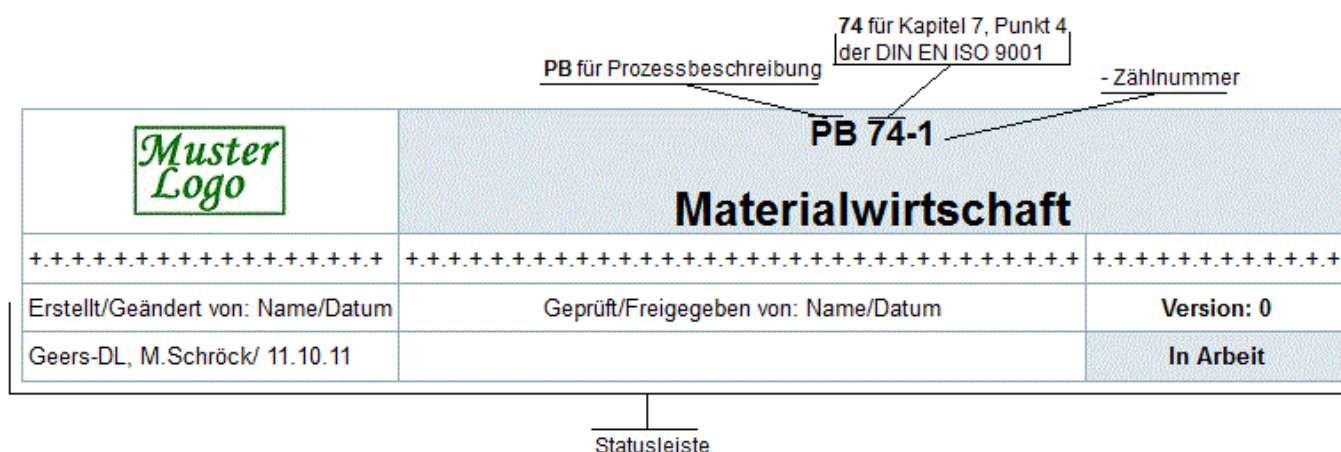 74 für Kapitel 7, Punkt 4
der DIN EN ISO 9001
PB für Prozessbeschreibung
- Zählnummer
Muster
Logo
PB 74-1
Materialwirtschaft
+.+.+.+.+.+.+.+.+.+.+.+.+.+.+.+.+ +.+.+.+.+.+.+.+.+.+.+.+.+.+.+.+.+.+.+.+.+.+.+.+.+.+.+.+.+.+.+.+ +.+.+.+.+.+.+.+.+.+.+.+
Erstellt/Geändert von: Name/Datum Geprüft/Freigegeben von: Name/Datum Version: 0
Geers-DL, M.Schröck/ 11.10.11 In Arbeit
Statusleiste